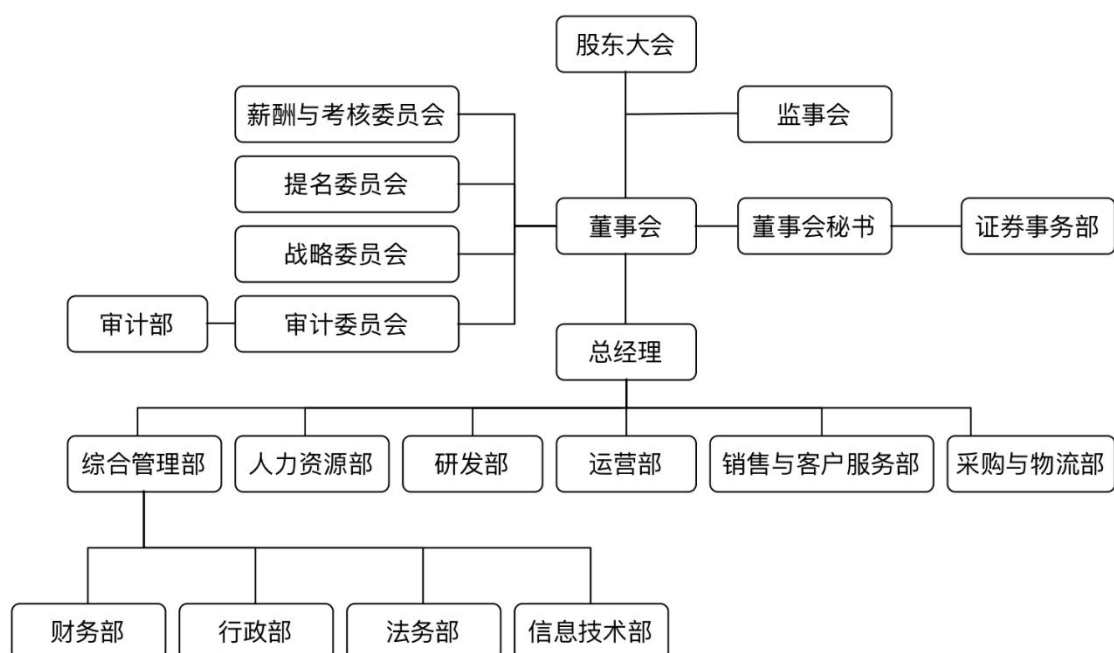 股东大会
薪酬与考核委员会
监事会
提名委员会
董事会
董事会秘书
证券事务部
战略委员会
审计部
审计委员会
总经理
综合管理部
人力资源部
研发部
运营部
销售与客户服务部
采购与物流部
财务部
行政部
法务部
信息技术部